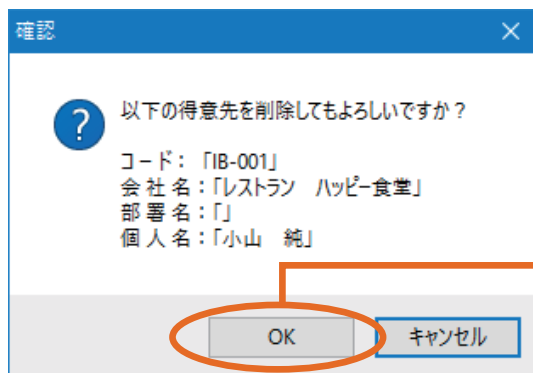 確認
以下の得意先を削除してもよろしいですか？
コード：「IB-001」
会 社 名：「レストラン　ハッピー食堂」
部 署 名：「」
個 人 名：「小山　純」
OK
キャンセル